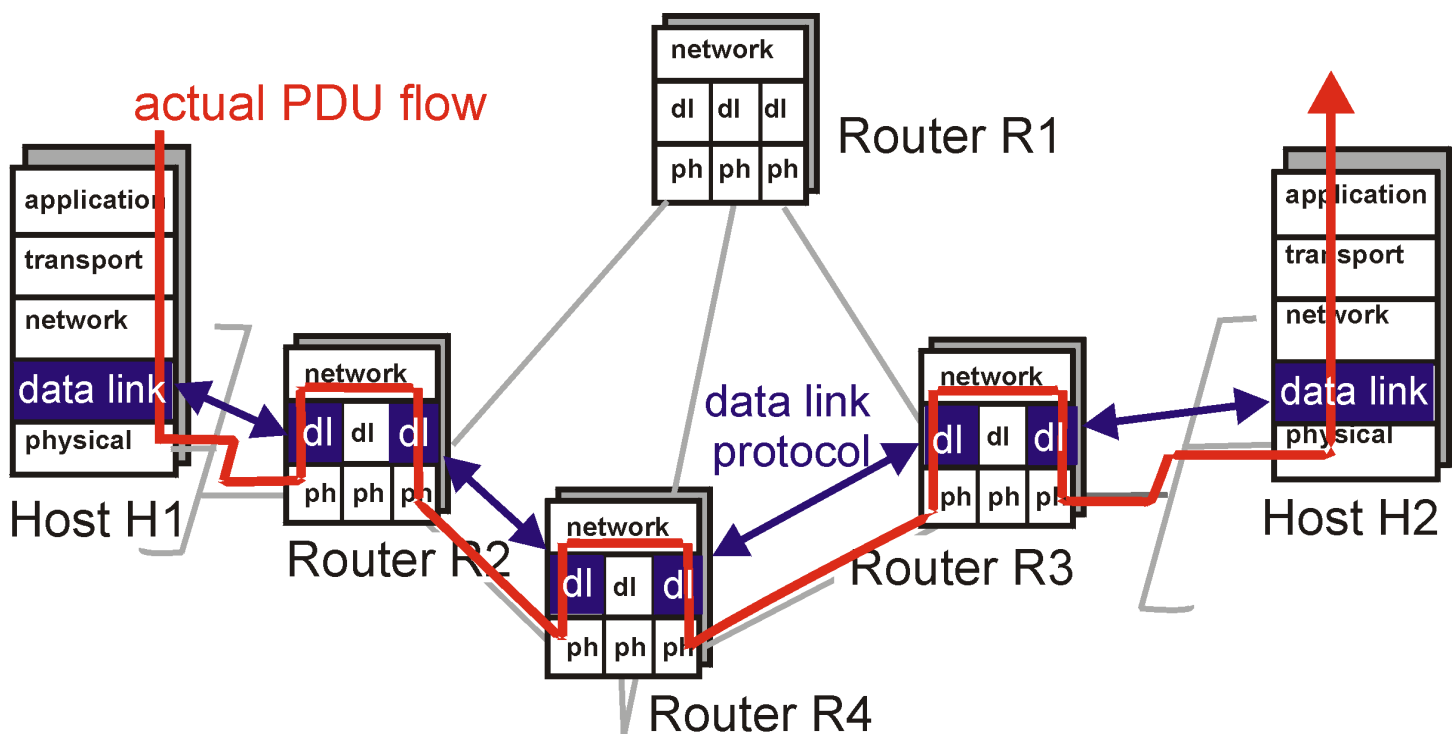 network
dl dl dl
ph ph ph
Router R1
actual PDU flow
application
transport
network
data link
physical
Host H1
network
dl dl dl
ph ph ph
Router R2
data link
protocol
network
dl dl dl
ph ph ph
Router R4
network
dl dl dl
ph ph ph
Router R3
application
transport
network
data link
physical
Host H2